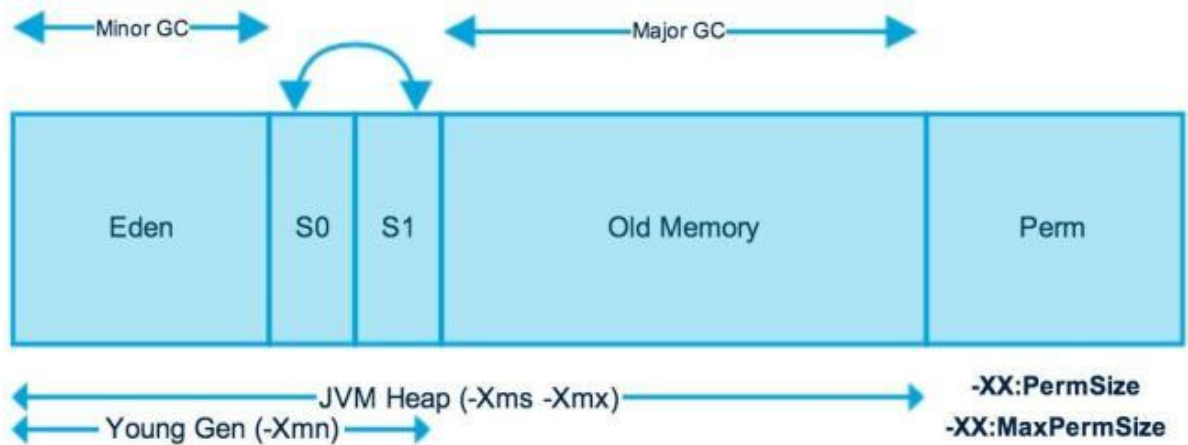 Minor GC
Major GC
Eden
S0
S1
Old Memory
Perm
JVM Heap (-Xms -Xmx)
-XX:PermSize
Young Gen (-Xmn)
-XX:MaxPermSize